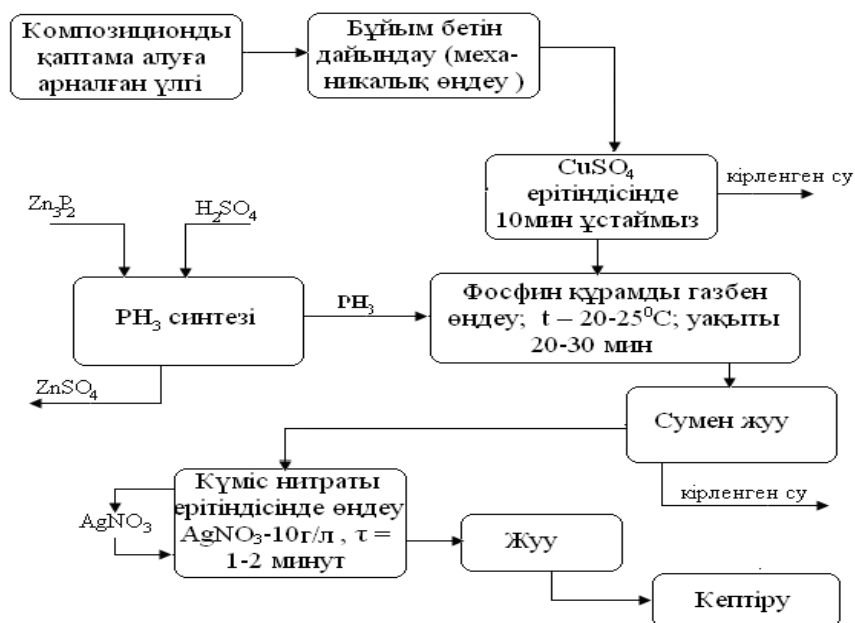 Композиционды
қаптама алуға
арналған үлгі
Бұйым бетін
дайындау (меха-
никалық өңдеу )
CuSO₄
ерітіндісінде
10мин ұстаймыз
кірленген су
Zn₃P₂
H₂SO₄
PH₃ синтезі
PH₃
Фосфин құрамды газбен
өңдеу; t – 20-25⁰C; уақыты
20-30 мин
ZnSO₄
Сумен жуу
кірленген су
Күміс нитраты
ерітіндісінде өңдеу
AgNO₃-10г/л , τ =
1-2 минут
AgNO₃
Жуу
Кептіру